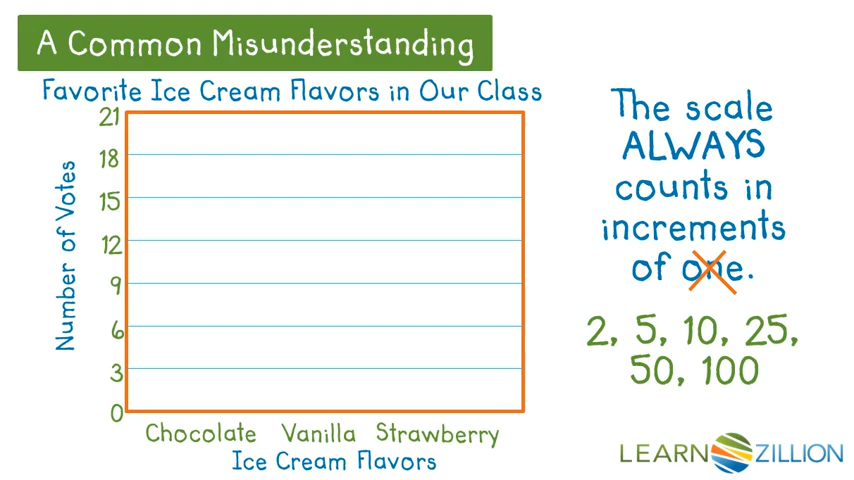 A Common Misunderstanding
Favorite Ice Cream Flavors in Our Class
21
18
15
12
9
6
3
0
Number of Votes
Chocolate Vanilla Strawberry
Ice Cream Flavors
The scale
ALWAYS
counts in
increments
of one.
2, 5, 10, 25,
50, 100
LEARN ZILLION